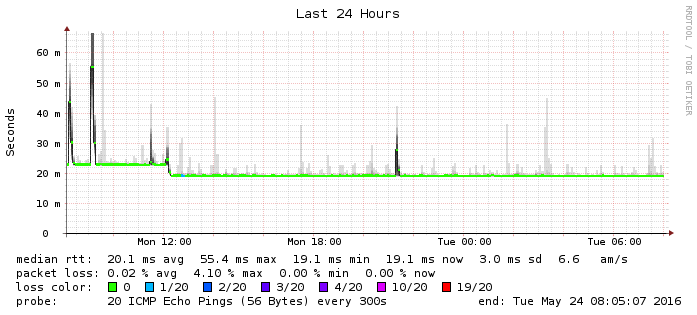 Last 24 Hours
RRDTOOL / TOBI OETIKER
Seconds
60 m
50 m
40 m
30 m
20 m
10 m
0
Mon 12:00 Mon 18:00 Tue 00:00 Tue 06:00
median rtt: 20.1 ms avg 55.4 ms max 19.1 ms min 19.1 ms now 3.0 ms sd 6.6 am/s
packet loss: 0.02 % avg 4.10 % max 0.00 % min 0.00 % now
loss color: 0 1/20 2/20 3/20 4/20 10/20 19/20
probe: 20 ICMP Echo Pings (56 Bytes) every 300s end: Tue May 24 08:05:07 2016